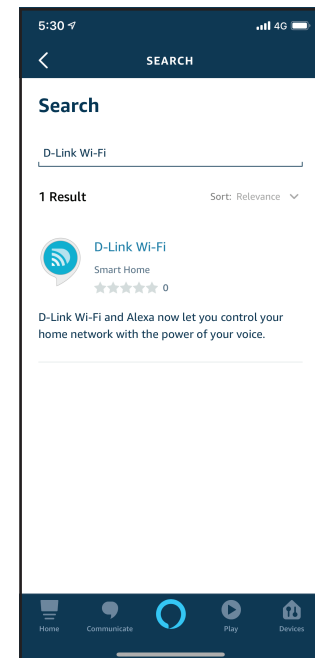 5:30 4G
SEARCH
Search
D-Link Wi-Fi
1 Result Sort: Relevance
D-Link Wi-Fi
Smart Home
0
D-Link Wi-Fi and Alexa now let you control your
home network with the power of your voice.
Home Communicate Play Devices